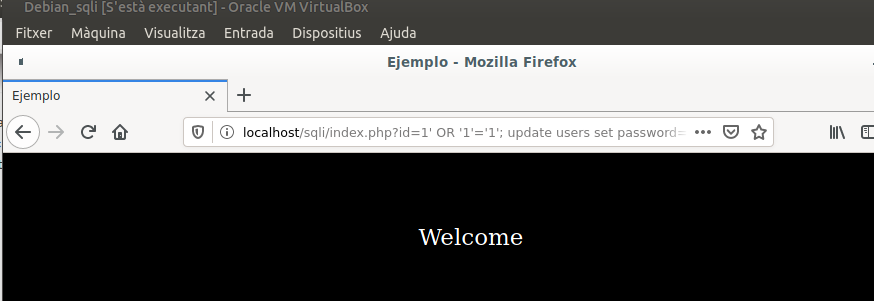 Debian_sqli [S'està executant] - Oracle VM VirtualBox
Fitxer Màquina Visualitza Entrada Dispositius Ajuda
Ejemplo - Mozilla Firefox
Ejemplo
localhost/sqli/index.php?id=1' OR '1'='1'; update users set password=
Welcome